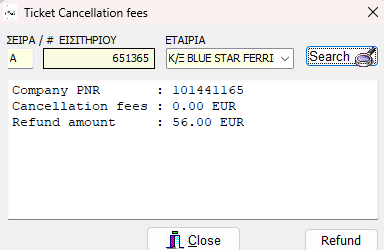 Ticket Cancellation fees
ΣΕΙΡΑ / # ΕΙΣΙΤΗΡΙΟΥ ΕΤΑΙΡΙΑ
A 651365 Κ/Ξ BLUE STAR FERRI Search
Company PNR : 101441165
Cancellation fees : 0.00 EUR
Refund amount : 56.00 EUR
Close Refund